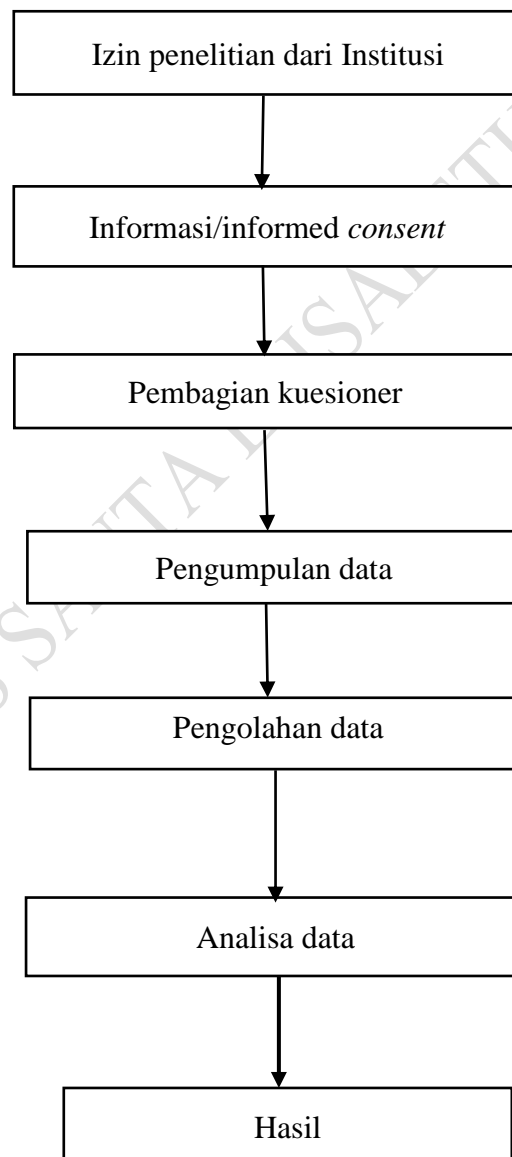 Izin penelitian dari Institusi
Informasi/informed consent
Pembagian kuesioner
Pengumpulan data
Pengolahan data
Analisa data
Hasil